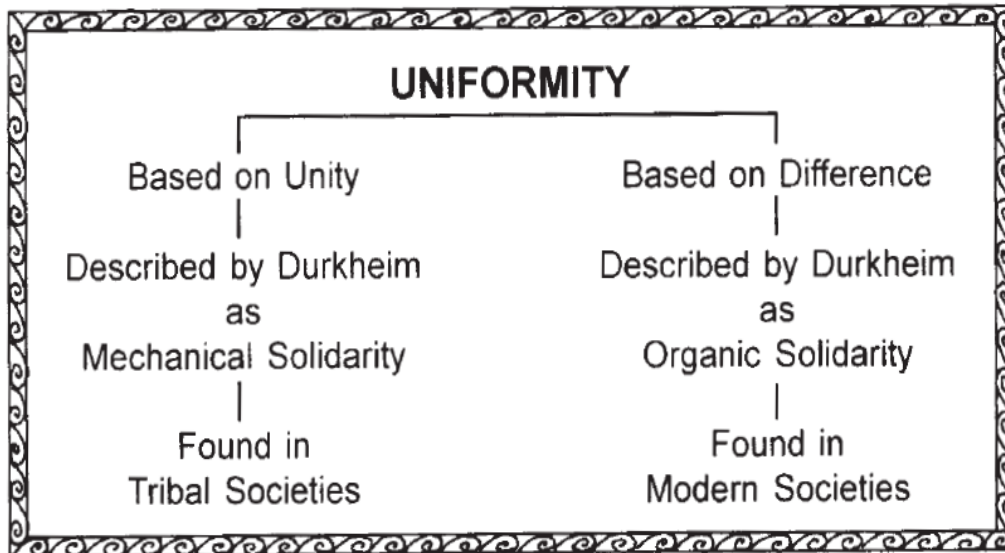 UNIFORMITY
Based on Unity
Described by Durkheim
as
Mechanical Solidarity
Found in
Tribal Societies
Based on Difference
Described by Durkheim
as
Organic Solidarity
Found in
Modern Societies